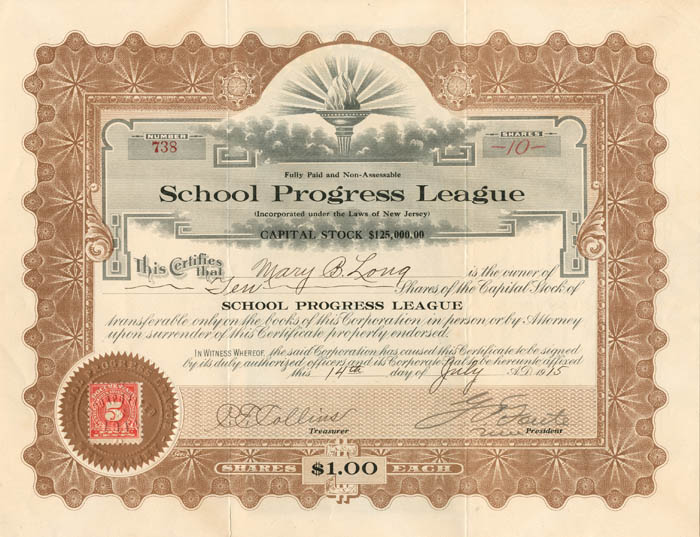 NUMBER
738
SHARES
-10-
Fully Paid and Non-Assessable
School Progress League
(Incorporated under the Laws of New Jersey)
CAPITAL STOCK $125,000.00
This Certifies that Mary B. Long is the owner of
Ten Shares of the Capital Stock of
SCHOOL PROGRESS LEAGUE
transferable only on the books of this Corporation in person or by Attorney
upon surrender of this Certificate properly endorsed.
IN WITNESS WHEREOF, the said Corporation has caused this Certificate to be signed
by its duly authorized officers and its Corporate Seal to be hereunto affixed
this 14th day of July A.D. 1915
5
Collins
Treasurer
President
SHARES $1.00 EACH